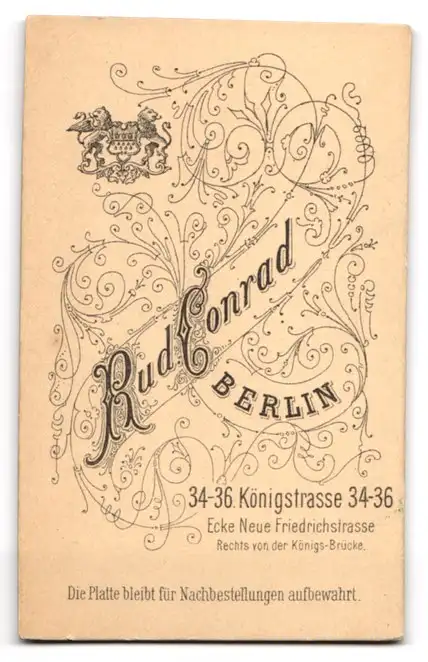 Rud. Conrad
BERLIN
34-36. Königstrasse 34-36
Ecke Neue Friedrichstrasse
Rechts von der Königs-Brücke.
Die Platte bleibt für Nachbestellungen aufbewahrt.